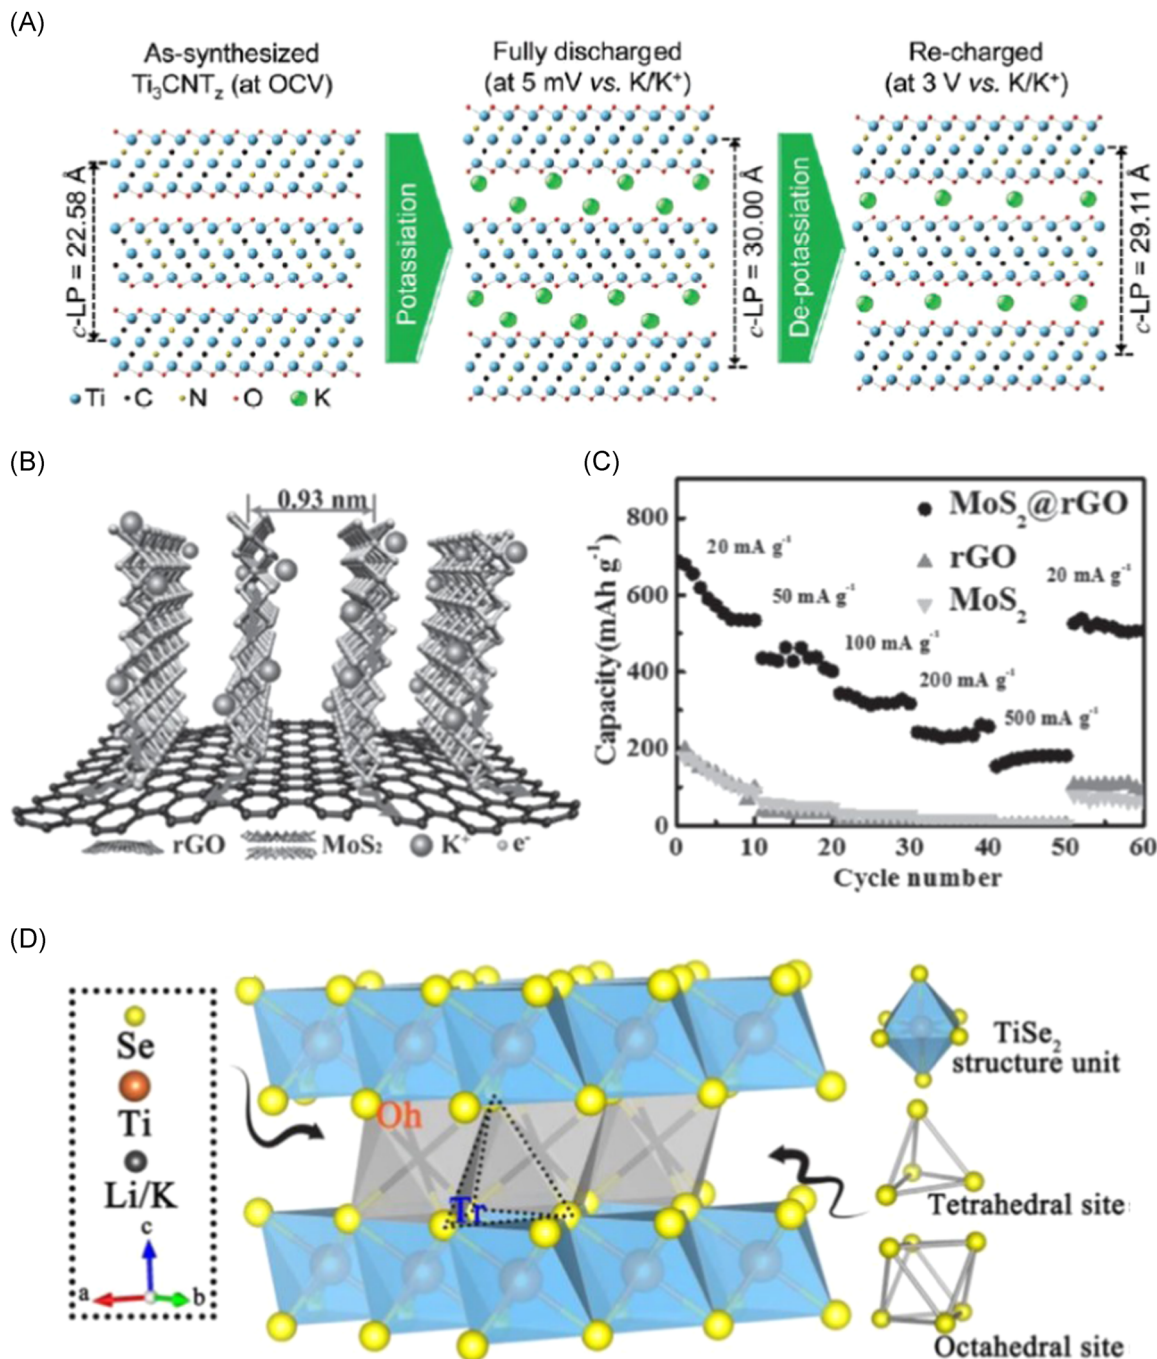 (A)
As-synthesized
Ti₃CNT_z (at OCV)
Fully discharged
(at 5 mV vs. K/K⁺)
Re-charged
(at 3 V vs. K/K⁺)
c-LP = 22.58 Å
Potassiation
c-LP = 30.00 Å
De-potassiation
c-LP = 29.11 Å
Ti C N O K
(B)
0.93 nm
rGO MoS₂ K⁺ e⁻
(C)
Capacity(mAh g⁻¹)
800
600
400
200
0
MoS₂@rGO
rGO
MoS₂
20 mA g⁻¹
50 mA g⁻¹
100 mA g⁻¹
200 mA g⁻¹
500 mA g⁻¹
20 mA g⁻¹
0 10 20 30 40 50 60
Cycle number
(D)
Se
Ti
Li/K
c
a b
Oh
Tr
TiSe₂
structure unit
Tetrahedral site
Octahedral site